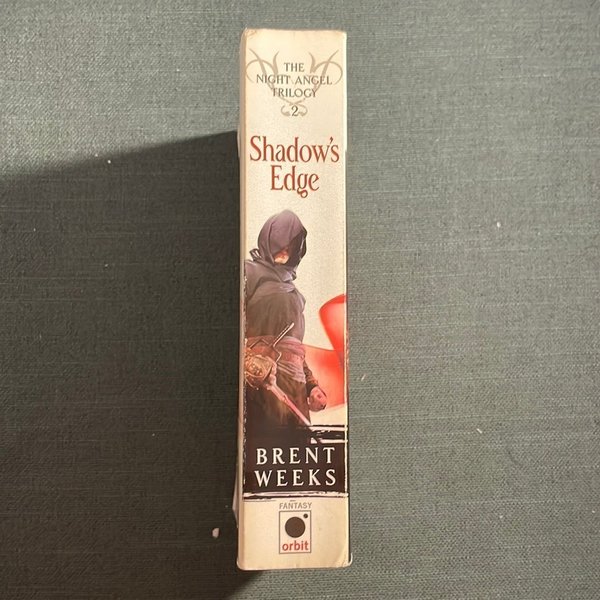 THE
NIGHT ANGEL
TRILOGY
2
Shadow's
Edge
BRENT
WEEKS
FANTASY
orbit